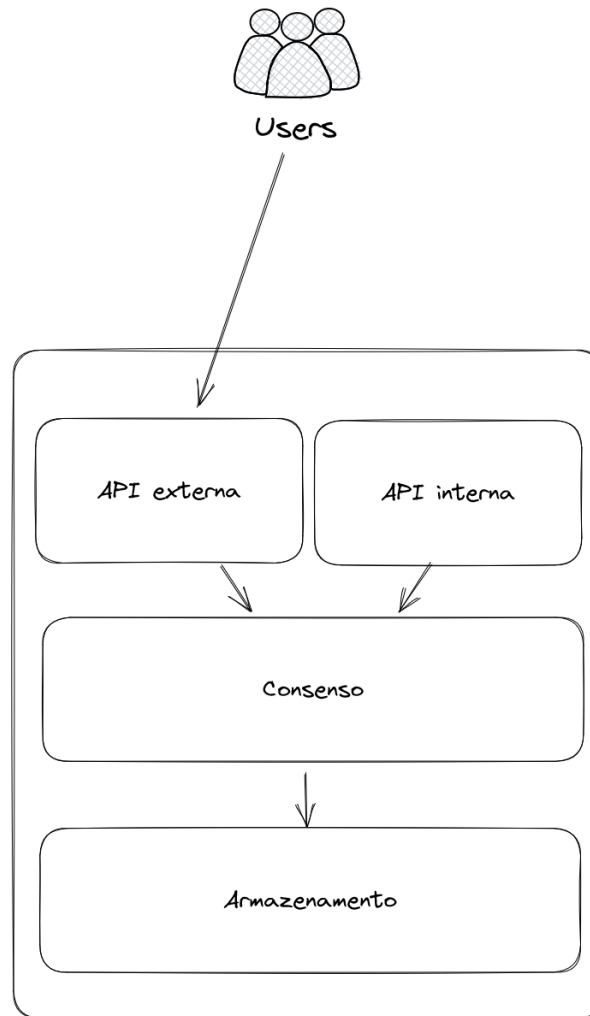 Users
API externa
API interna
Consenso
Armazenamento